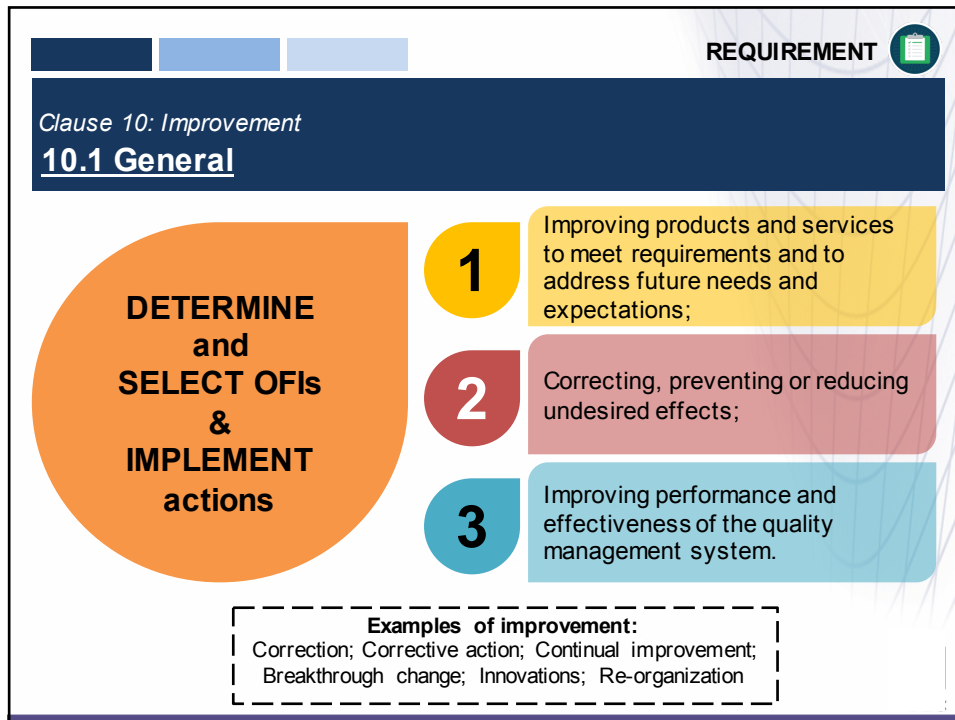 REQUIREMENT
Clause 10: Improvement
10.1 General
DETERMINE
and
SELECT OFIs
&
IMPLEMENT
actions
1
Improving products and services
to meet requirements and to
address future needs and
expectations;
2
Correcting, preventing or reducing
undesired effects;
3
Improving performance and
effectiveness of the quality
management system.
Examples of improvement:
Correction; Corrective action; Continual improvement;
Breakthrough change; Innovations; Re-organization